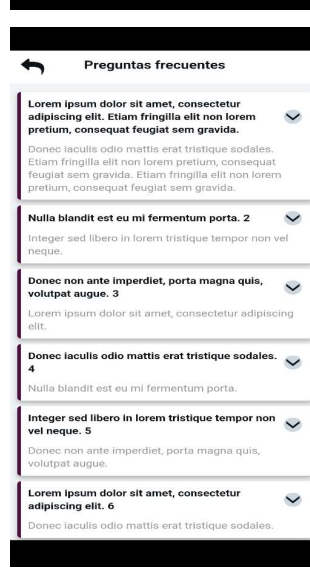 Preguntas frecuentes
Lorem ipsum dolor sit amet, consectetur
adipiscing elit. Etiam fringilla elit non lorem
pretium, consequat feugiat sem gravida.
Donec iaculis odio mattis erat tristique sodales.
Etiam fringilla elit non lorem pretium, consequat
feugiat sem gravida. Etiam fringilla elit non lorem
pretium, consequat feugiat sem gravida.
Nulla blandit est eu mi fermentum porta. 2
Integer sed libero in lorem tristique tempor non vel
neque.
Donec non ante imperdiet, porta magna quis,
volutpat augue. 3
Lorem ipsum dolor sit amet, consectetur adipiscing
elit.
Donec iaculis odio mattis erat tristique sodales.
4
Nulla blandit est eu mi fermentum porta.
Integer sed libero in lorem tristique tempor non
vel neque. 5
Donec non ante imperdiet, porta magna quis,
volutpat augue.
Lorem ipsum dolor sit amet, consectetur
adipiscing elit. 6
Donec iaculis odio mattis erat tristique sodales.